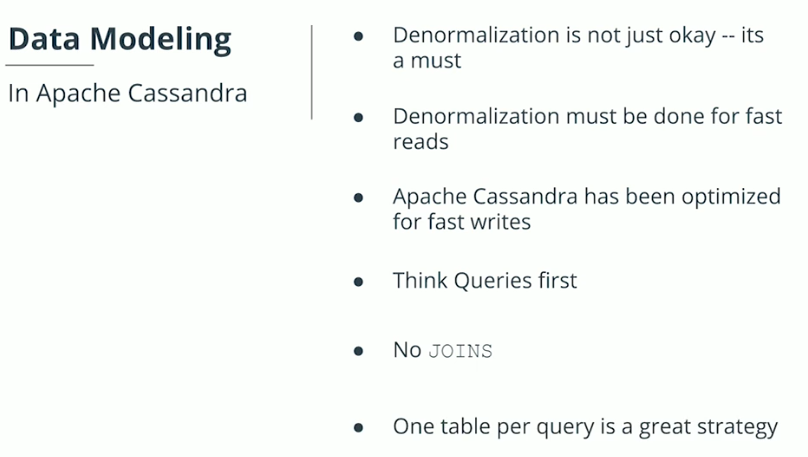 Data Modeling
In Apache Cassandra
● Denormalization is not just okay -- its
a must
● Denormalization must be done for fast
reads
● Apache Cassandra has been optimized
for fast writes
● Think Queries first
● No JOINS
● One table per query is a great strategy